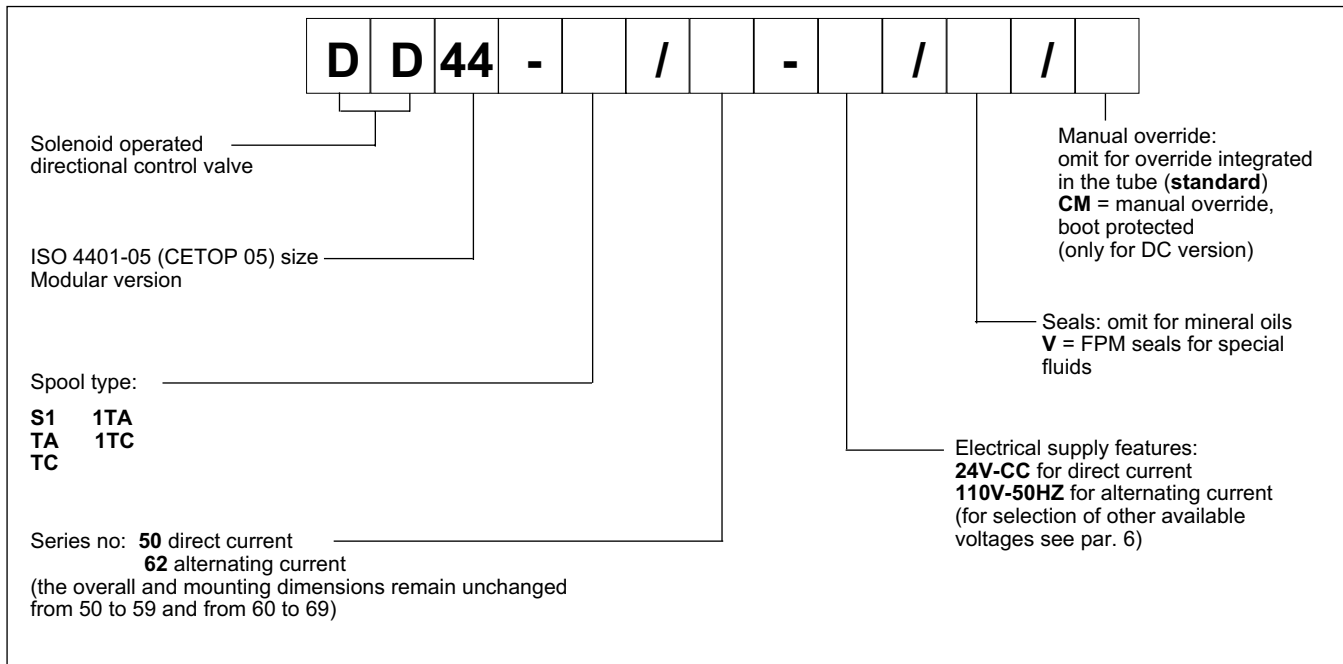 D D 44 - / - / /
Solenoid operated
directional control valve
ISO 4401-05 (CETOP 05) size
Modular version
Spool type:
S1 1TA
TA 1TC
TC
Series no: 50 direct current
62 alternating current
(the overall and mounting dimensions remain unchanged
from 50 to 59 and from 60 to 69)
Manual override:
omit for override integrated
in the tube (standard)
CM = manual override,
boot protected
(only for DC version)
Seals: omit for mineral oils
V = FPM seals for special
fluids
Electrical supply features:
24V-CC for direct current
110V-50HZ for alternating current
(for selection of other available
voltages see par. 6)